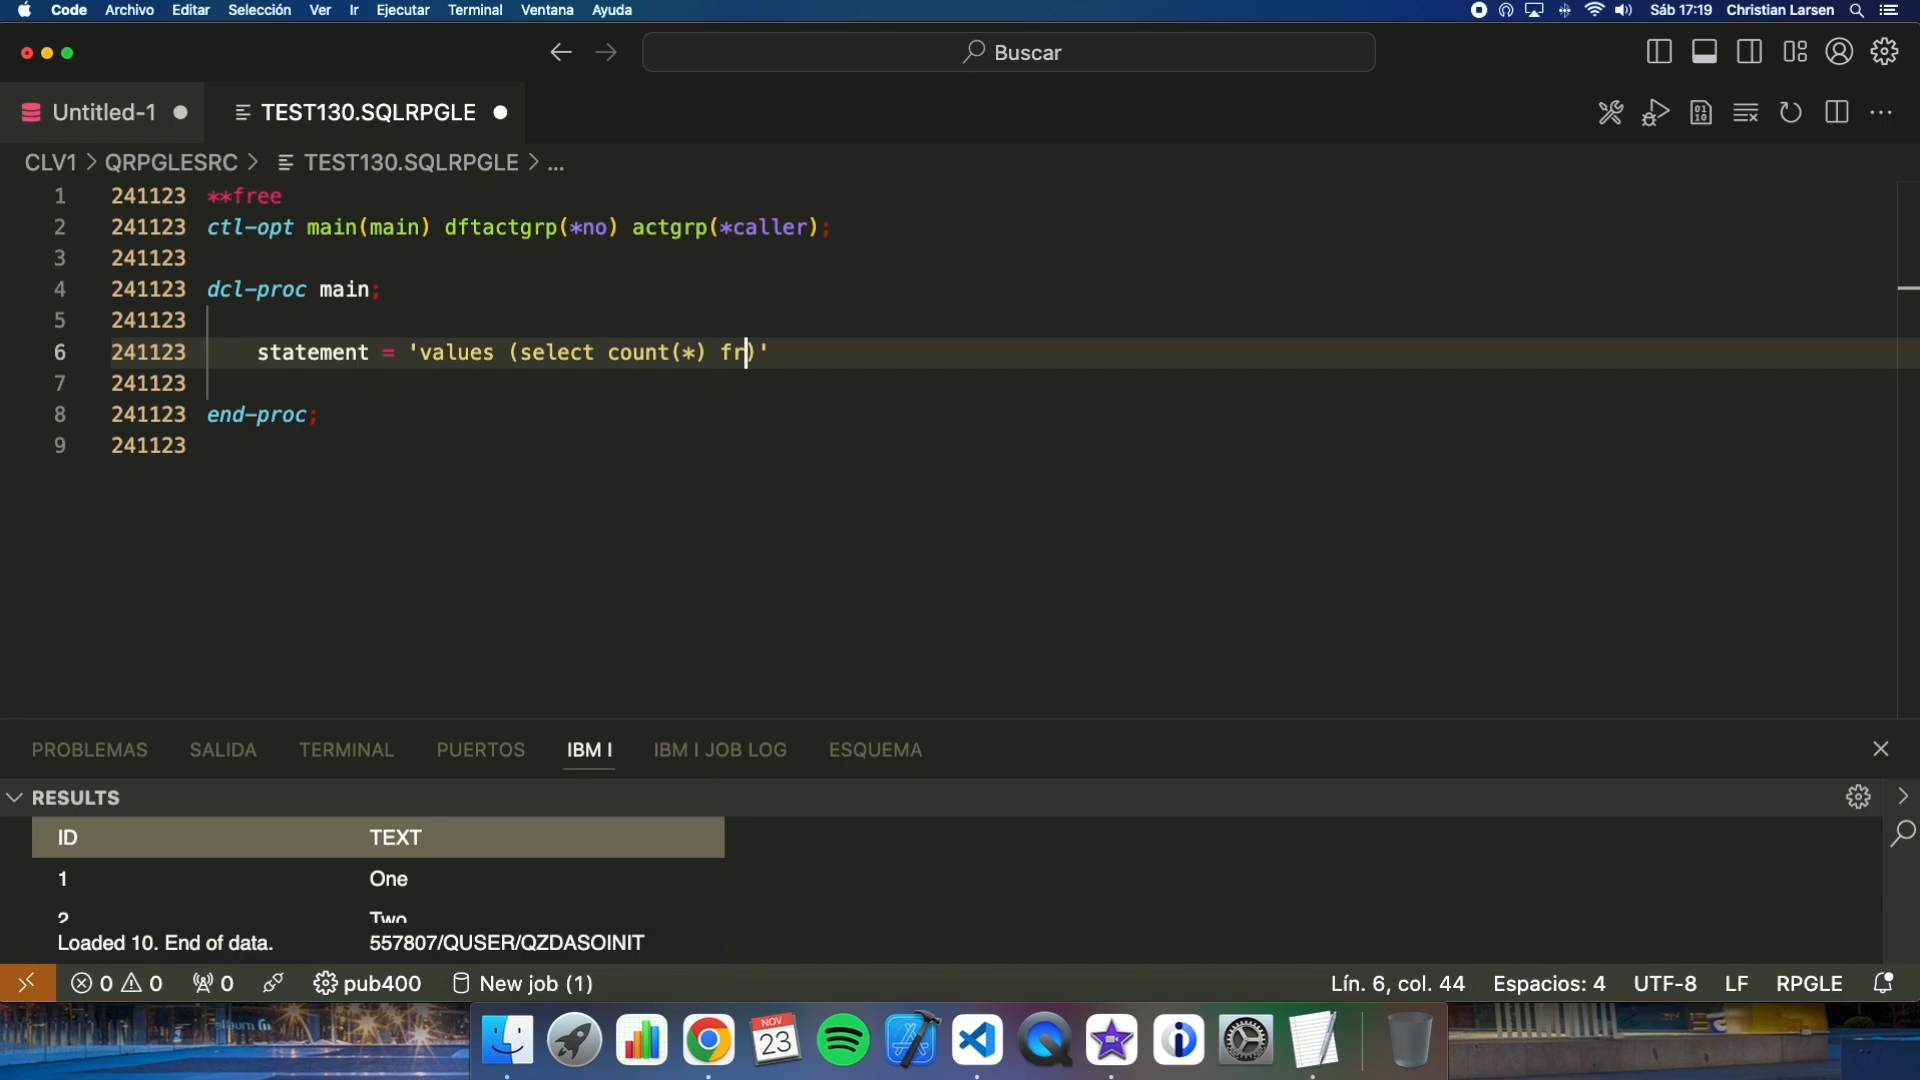 Code Archivo Editar Selección Ver Ir Ejecutar Terminal Ventana Ayuda Sáb 17:19 Christian Larsen
Buscar
Untitled-1 TEST130.SQLRPGLE
CLV1 > QRPGLESRC > TEST130.SQLRPGLE > ...
1 241123 **free
2 241123 ctl-opt main(main) dftactgrp(*no) actgrp(*caller);
3 241123
4 241123 dcl-proc main;
5 241123
6 241123 statement = 'values (select count(*) fr)'
7 241123
8 241123 end-proc;
9 241123
PROBLEMAS SALIDA TERMINAL PUERTOS IBM I IBM I JOB LOG ESQUEMA
RESULTS
ID TEXT
1 One
2 Two
Loaded 10. End of data. 557807/QUSER/QZDASOINIT
0 0 0 pub400 New job (1) Lín. 6, col. 44 Espacios: 4 UTF-8 LF RPGLE
NOV
23